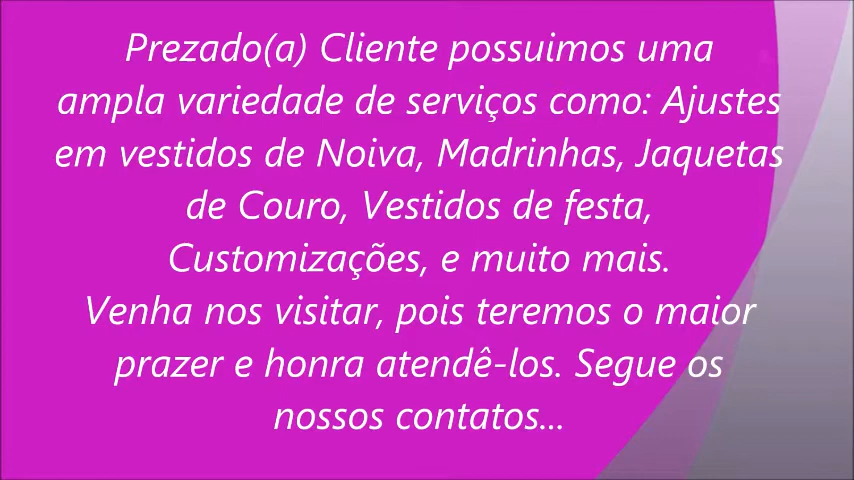 Prezado(a) Cliente possuimos uma
ampla variedade de serviços como: Ajustes
em vestidos de Noiva, Madrinhas, Jaquetas
de Couro, Vestidos de festa,
Customizações, e muito mais.
Venha nos visitar, pois teremos o maior
prazer e honra atendê-los. Segue os
nossos contatos...